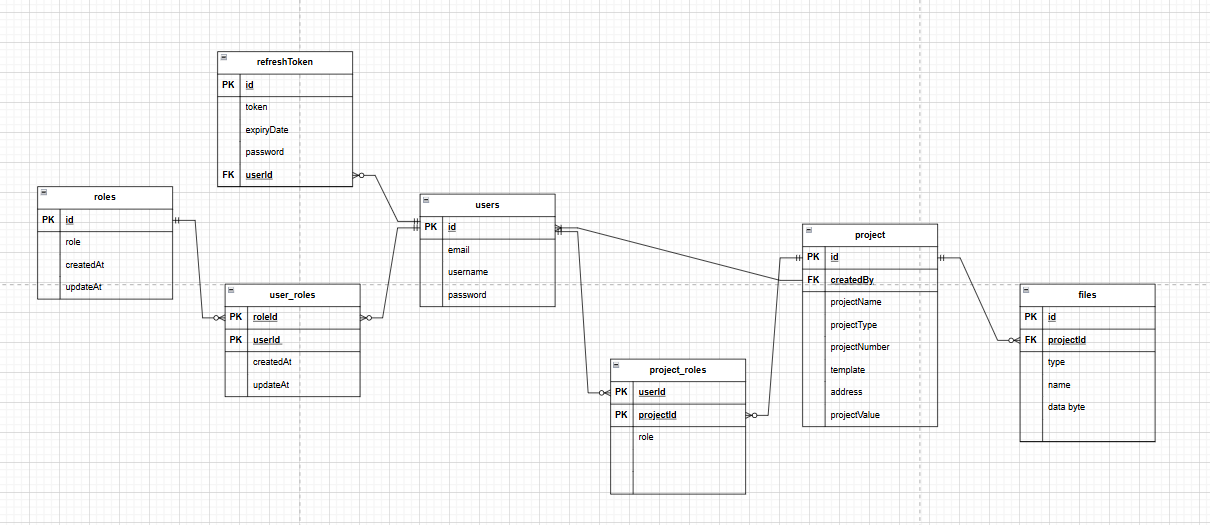 refreshToken
PK id
token
expiryDate
password
FK userId
roles
PK id
role
createdAt
updateAt
users
PK id
email
username
password
user_roles
PK roleId
PK userId
createdAt
updateAt
project
PK id
FK createdBy
projectName
projectType
projectNumber
template
address
projectValue
files
PK id
FK projectId
type
name
data byte
project_roles
PK userId
PK projectId
role